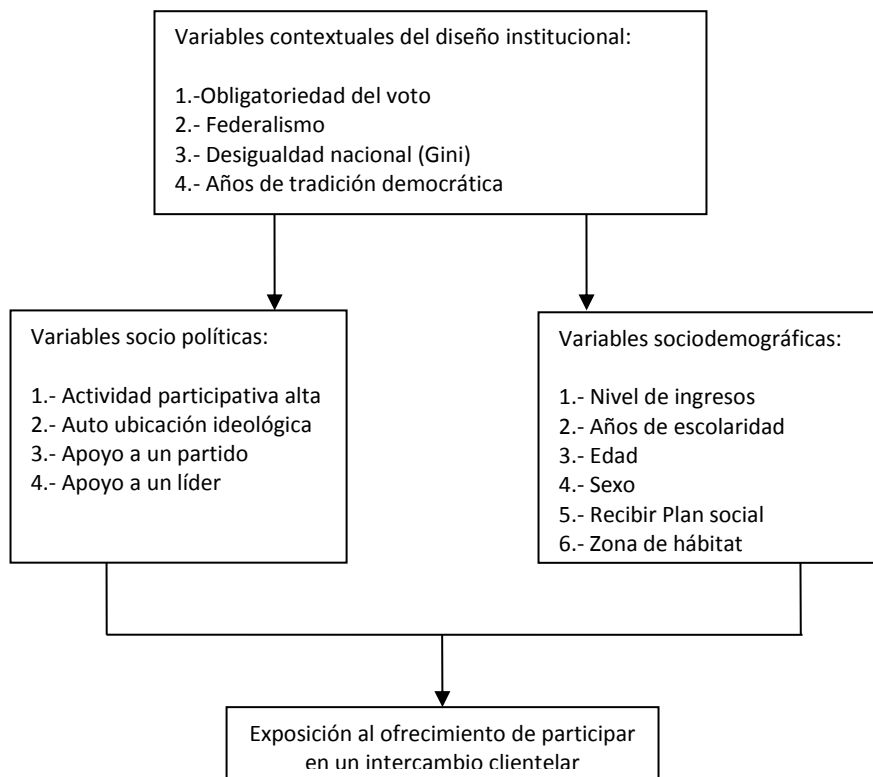 Variables contextuales del diseño institucional:
1.-Obligatoriedad del voto
2.- Federalismo
3.- Desigualdad nacional (Gini)
4.- Años de tradición democrática
Variables socio políticas:
1.- Actividad participativa alta
2.- Auto ubicación ideológica
3.- Apoyo a un partido
4.- Apoyo a un líder
Variables sociodemográficas:
1.- Nivel de ingresos
2.- Años de escolaridad
3.- Edad
4.- Sexo
5.- Recibir Plan social
6.- Zona de hábitat
Exposición al ofrecimiento de participar
en un intercambio clientelar